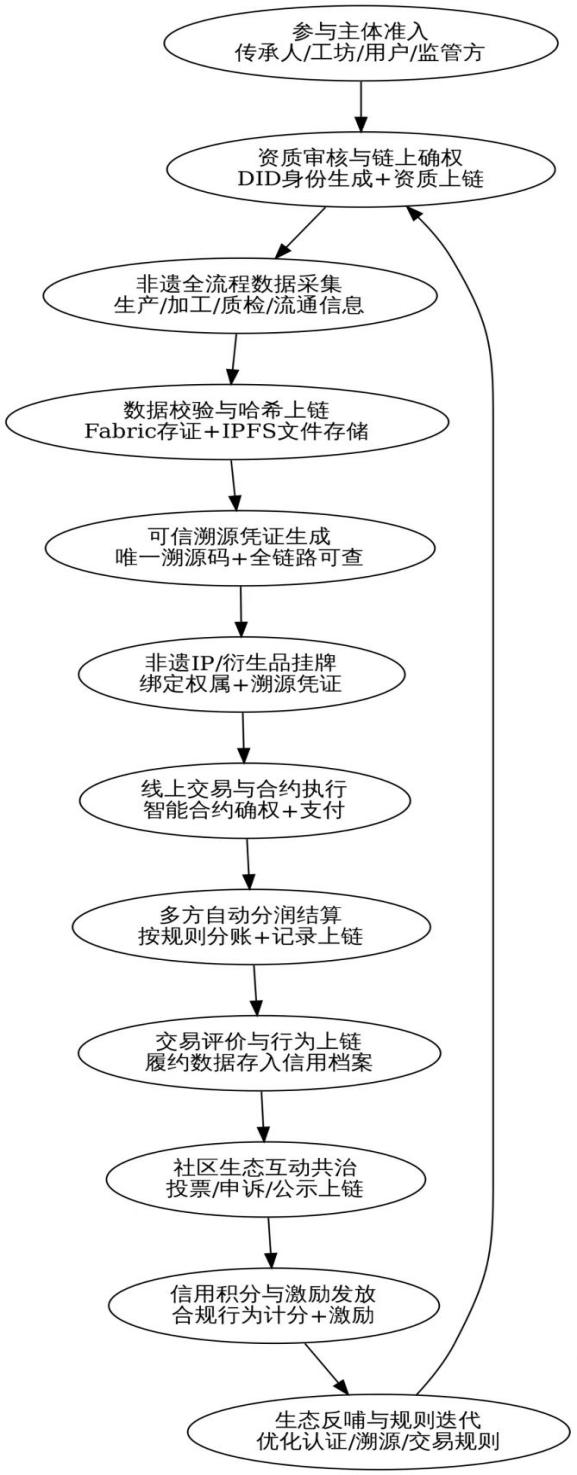 参与主体准入
传承人/工坊/用户/监管方
资质审核与链上确权
DID身份生成+资质上链
非遗全流程数据采集
生产/加工/质检/流通信息
数据校验与哈希上链
Fabric存证+IPFS文件存储
可信溯源凭证生成
唯一溯源码+全链路可查
非遗IP/衍生品挂牌
绑定权属+溯源凭证
线上交易与合约执行
智能合约确权+支付
多方自动分润结算
按规则分账+记录上链
交易评价与行为上链
履约数据存入信用档案
社区生态互动共治
投票/申诉/公示上链
信用积分与激励发放
合规行为计分+激励
生态反哺与规则迭代
优化认证/溯源/交易规则